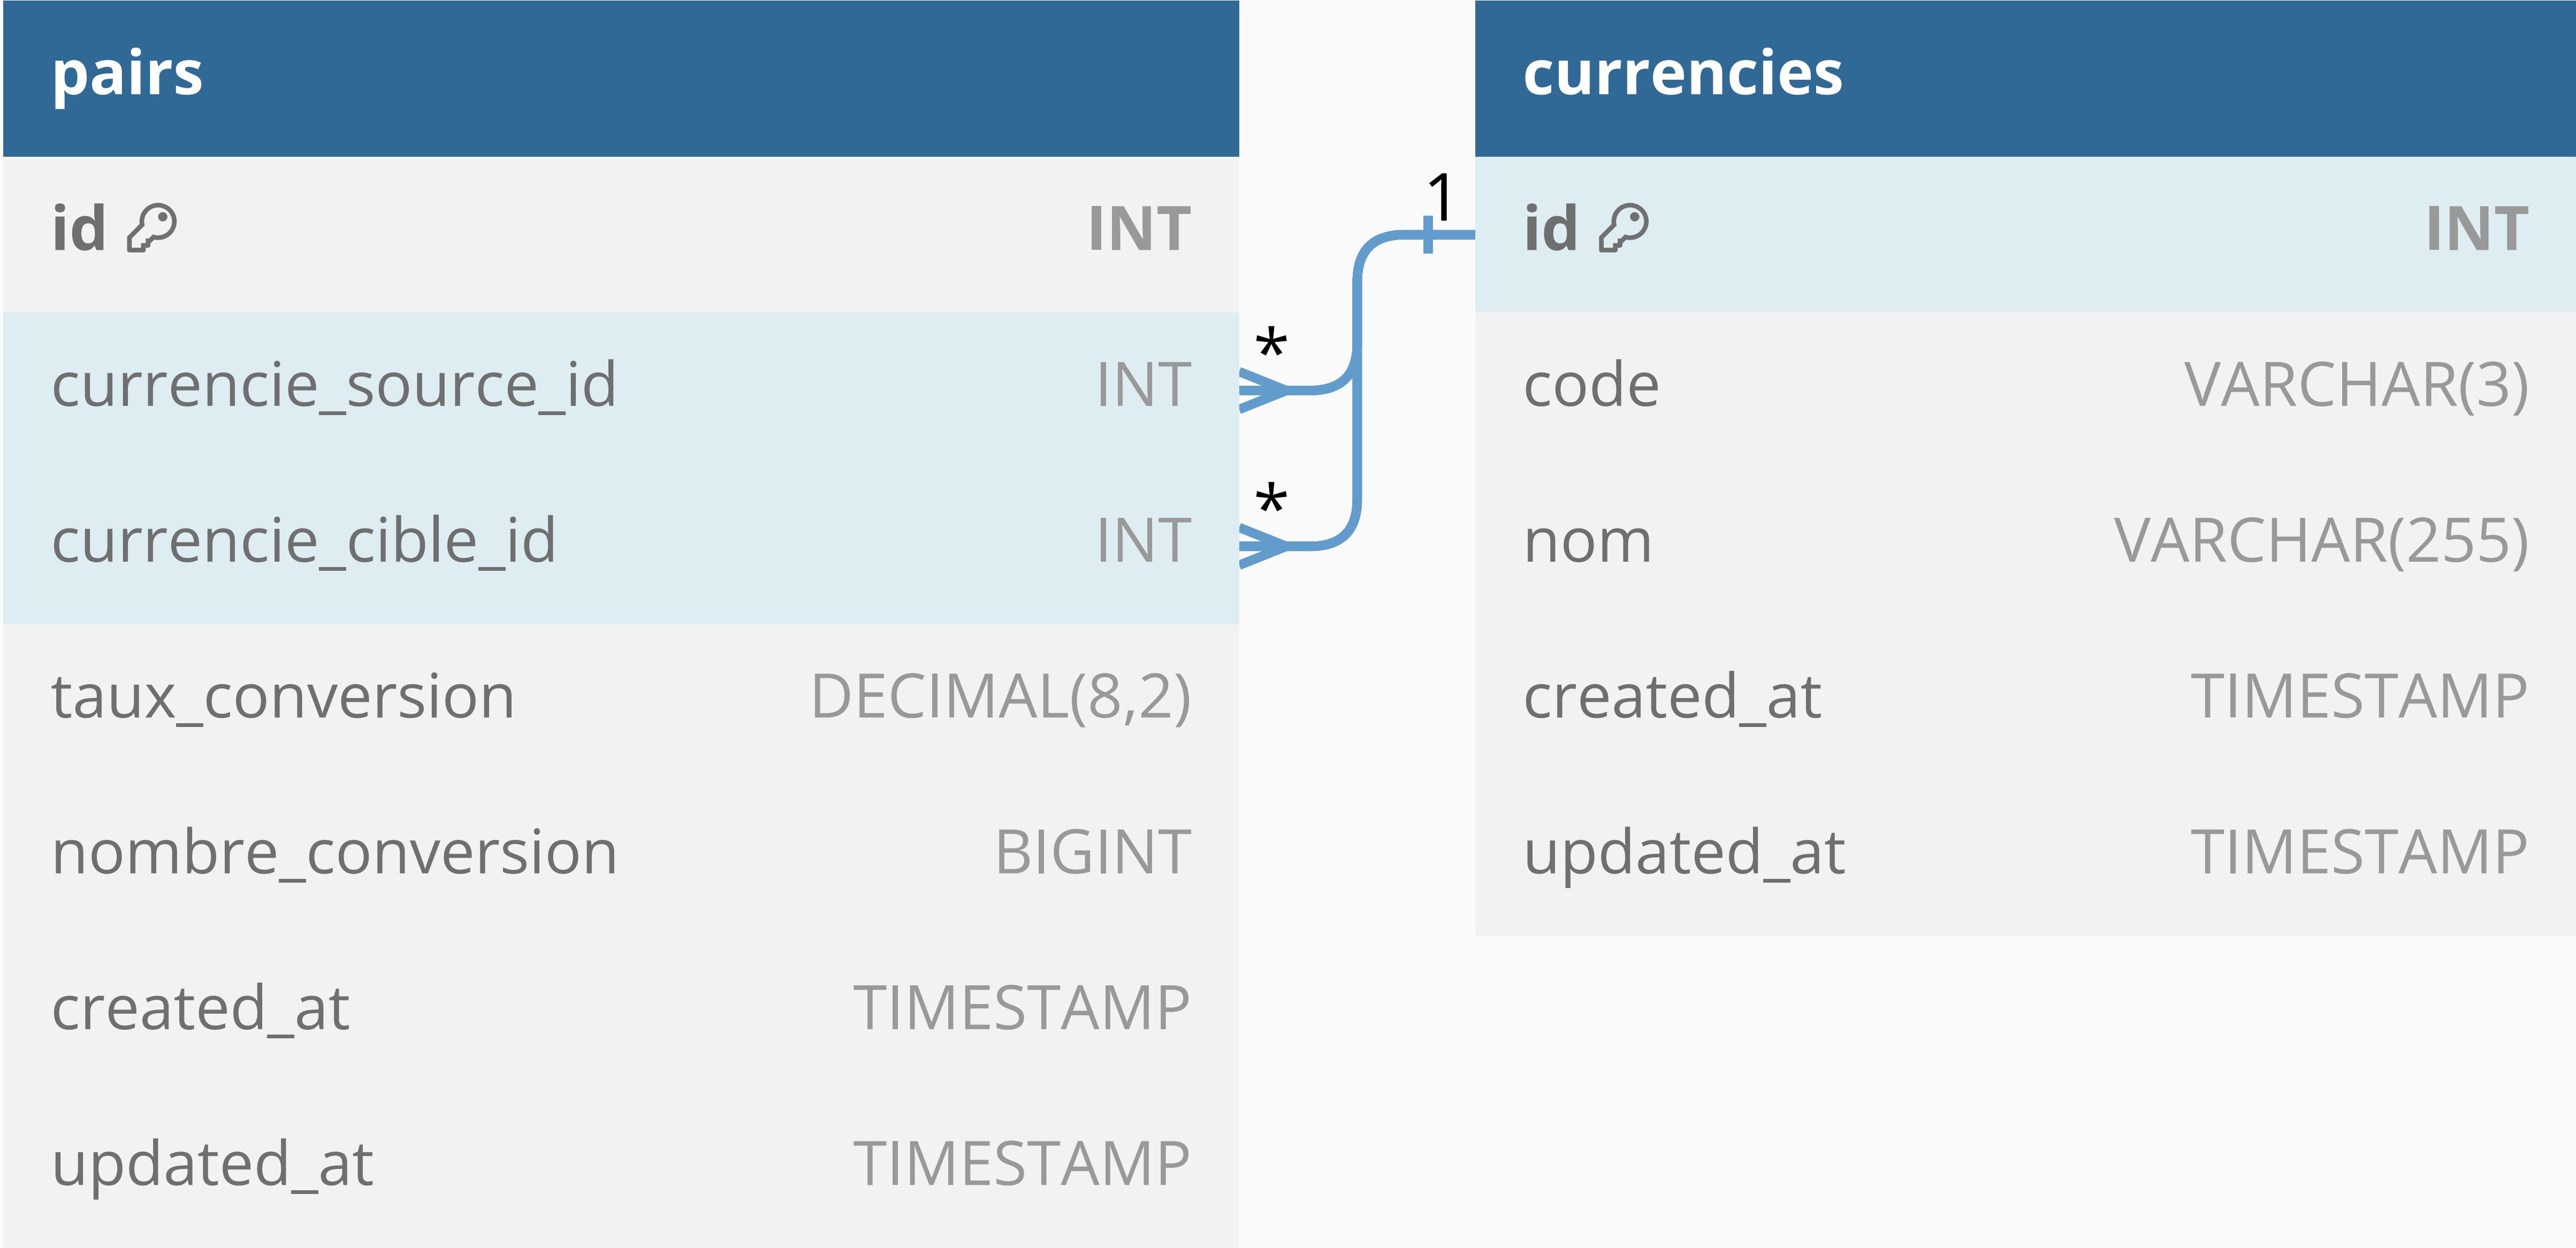 pairs
id INT
currencie_source_id INT
currencie_cible_id INT
taux_conversion DECIMAL(8,2)
nombre_conversion BIGINT
created_at TIMESTAMP
updated_at TIMESTAMP
1
*
*
currencies
id INT
code VARCHAR(3)
nom VARCHAR(255)
created_at TIMESTAMP
updated_at TIMESTAMP